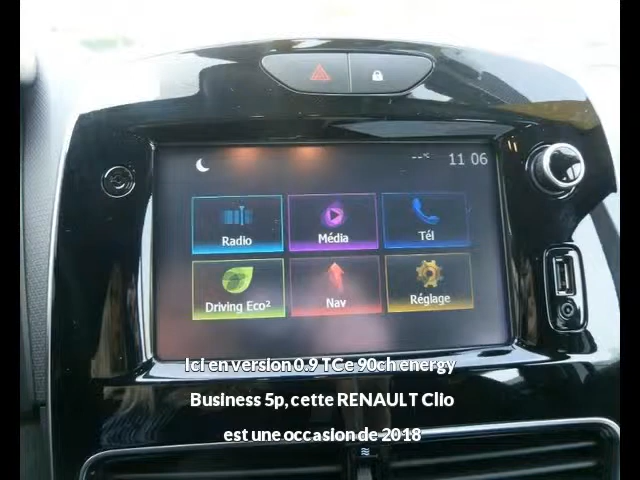 --°C 11 06
Radio Média Tél
Driving Eco² Nav Réglage
Ici en version 0.9 TCe 90ch energy
Business 5p, cette RENAULT Clio
est une occasion de 2018